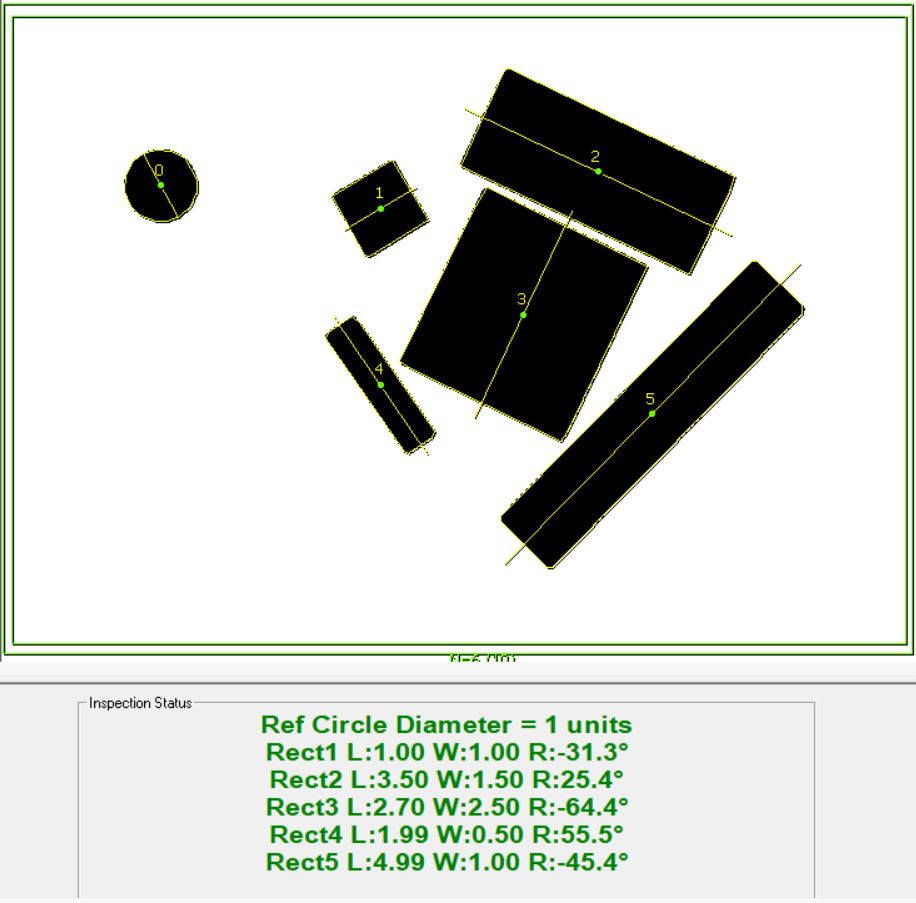 0
1
2
3
4
5
Inspection Status
Ref Circle Diameter = 1 units
Rect1 L:1.00 W:1.00 R:-31.3°
Rect2 L:3.50 W:1.50 R:25.4°
Rect3 L:2.70 W:2.50 R:-64.4°
Rect4 L:1.99 W:0.50 R:55.5°
Rect5 L:4.99 W:1.00 R:-45.4°